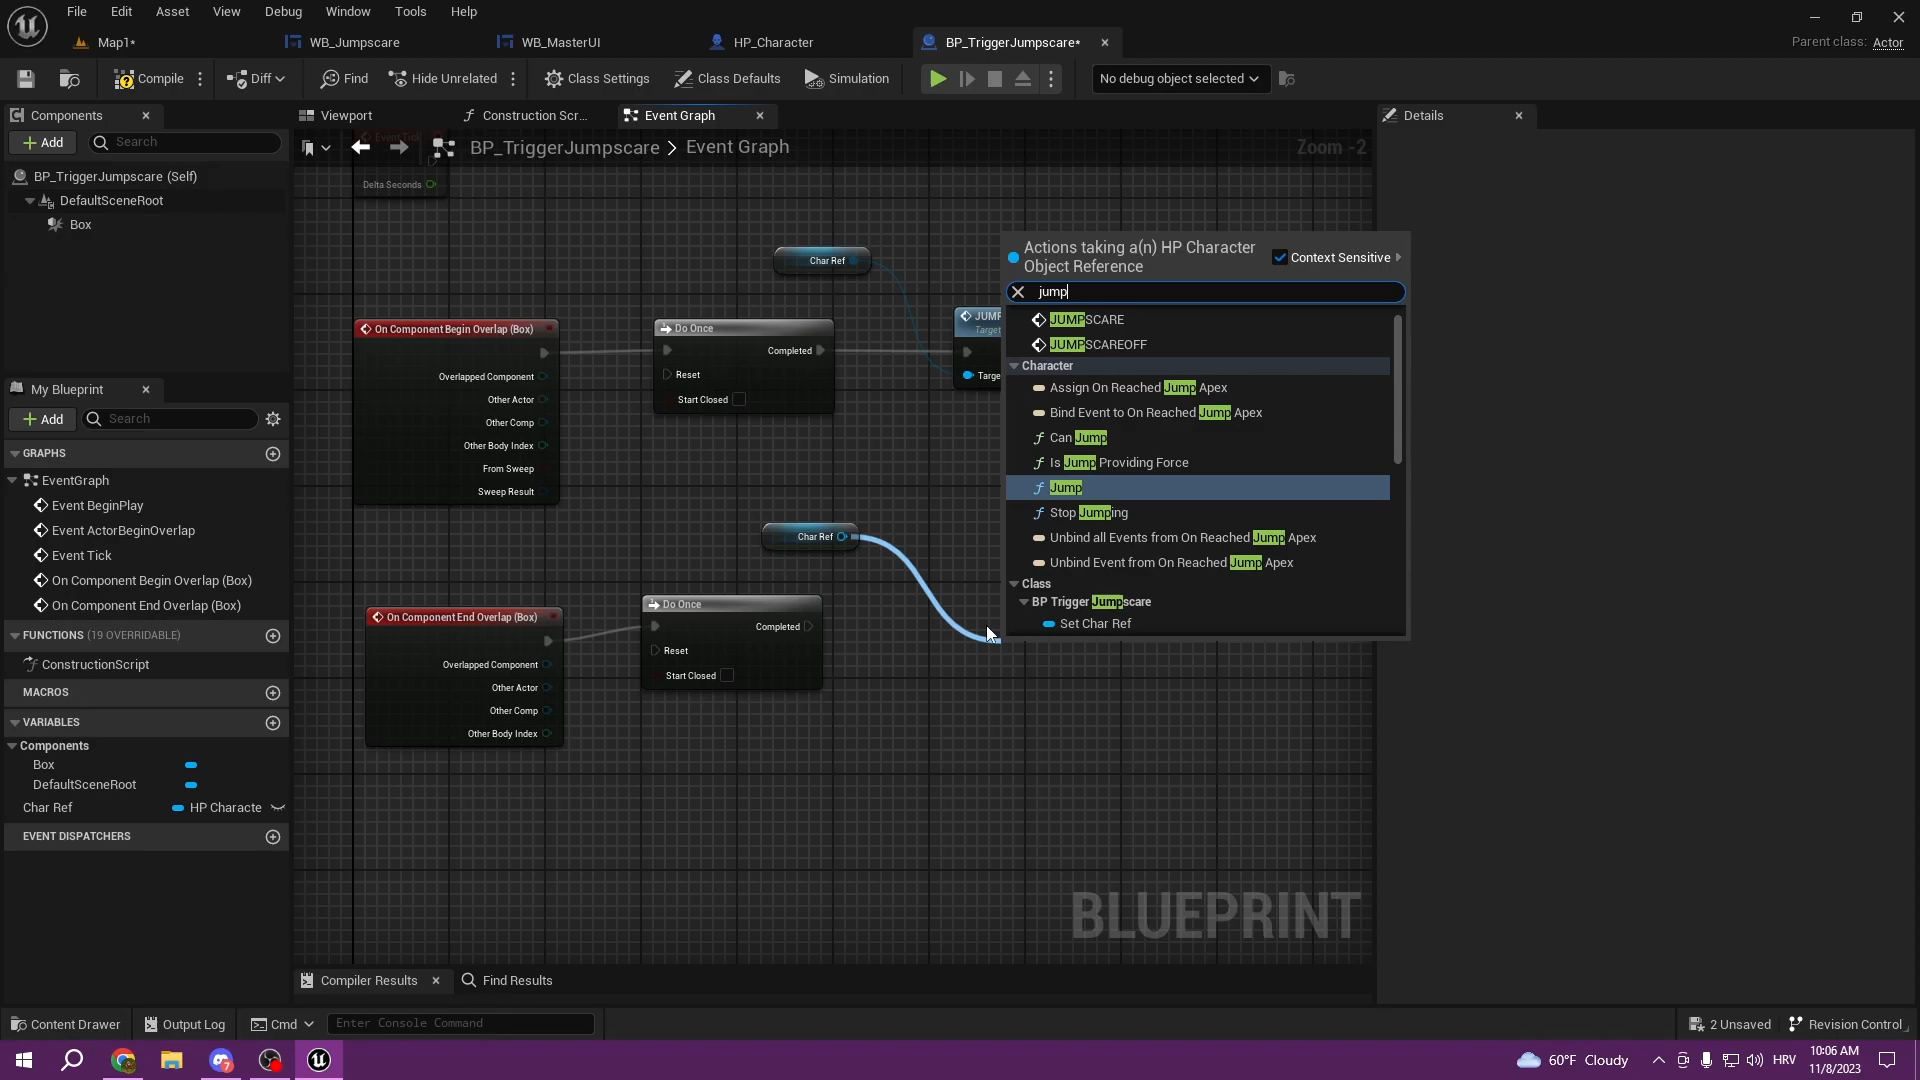 File Edit Asset View Debug Window Tools Help
Map1* WB_Jumpscare WB_MasterUI HP_Character BP_TriggerJumpscare* Parent class: Actor
Compile Diff Find Hide Unrelated Class Settings Class Defaults Simulation No debug object selected
Components
Add Search
BP_TriggerJumpscare (Self)
DefaultSceneRoot
Box
My Blueprint
Add Search
GRAPHS
EventGraph
Event BeginPlay
Event ActorBeginOverlap
Event Tick
On Component Begin Overlap (Box)
On Component End Overlap (Box)
FUNCTIONS (19 OVERRIDABLE)
ConstructionScript
MACROS
VARIABLES
Components
Box
DefaultSceneRoot
Char Ref HP Characte
EVENT DISPATCHERS
Viewport Construction Scr... Event Graph
BP_TriggerJumpscare > Event Graph Zoom -2
Event Tick
Delta Seconds
Char Ref
On Component Begin Overlap (Box)
Overlapped Component
Other Actor
Other Comp
Other Body Index
From Sweep
Sweep Result
Do Once
Completed
Reset
Start Closed
JUMP
Target
Targe
Char Ref
On Component End Overlap (Box)
Overlapped Component
Other Actor
Other Comp
Other Body Index
Do Once
Completed
Reset
Start Closed
Actions taking a(n) HP Character
Object Reference
Context Sensitive
jump
JUMPSCARE
JUMPSCAREOFF
Character
Assign On Reached Jump Apex
Bind Event to On Reached Jump Apex
Can Jump
Is Jump Providing Force
Jump
Stop Jumping
Unbind all Events from On Reached Jump Apex
Unbind Event from On Reached Jump Apex
Class
BP Trigger Jumpscare
Set Char Ref
BLUEPRINT
Details
Compiler Results Find Results
Content Drawer Output Log Cmd Enter Console Command 2 Unsaved Revision Control
7 60°F Cloudy HRV 10:06 AM
11/8/2023